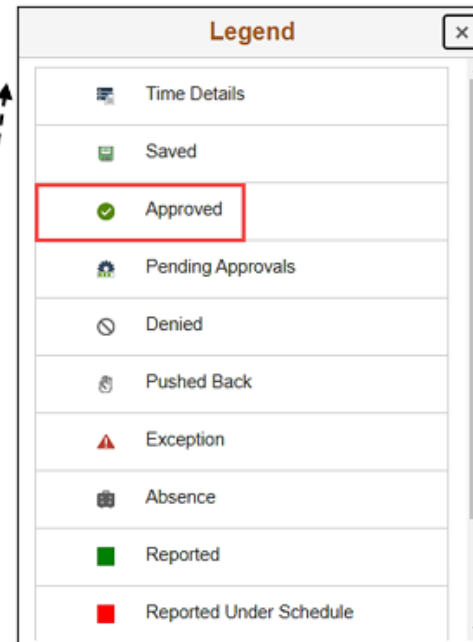 Legend
Time Details
Saved
Approved
Pending Approvals
Denied
Pushed Back
Exception
Absence
Reported
Reported Under Schedule